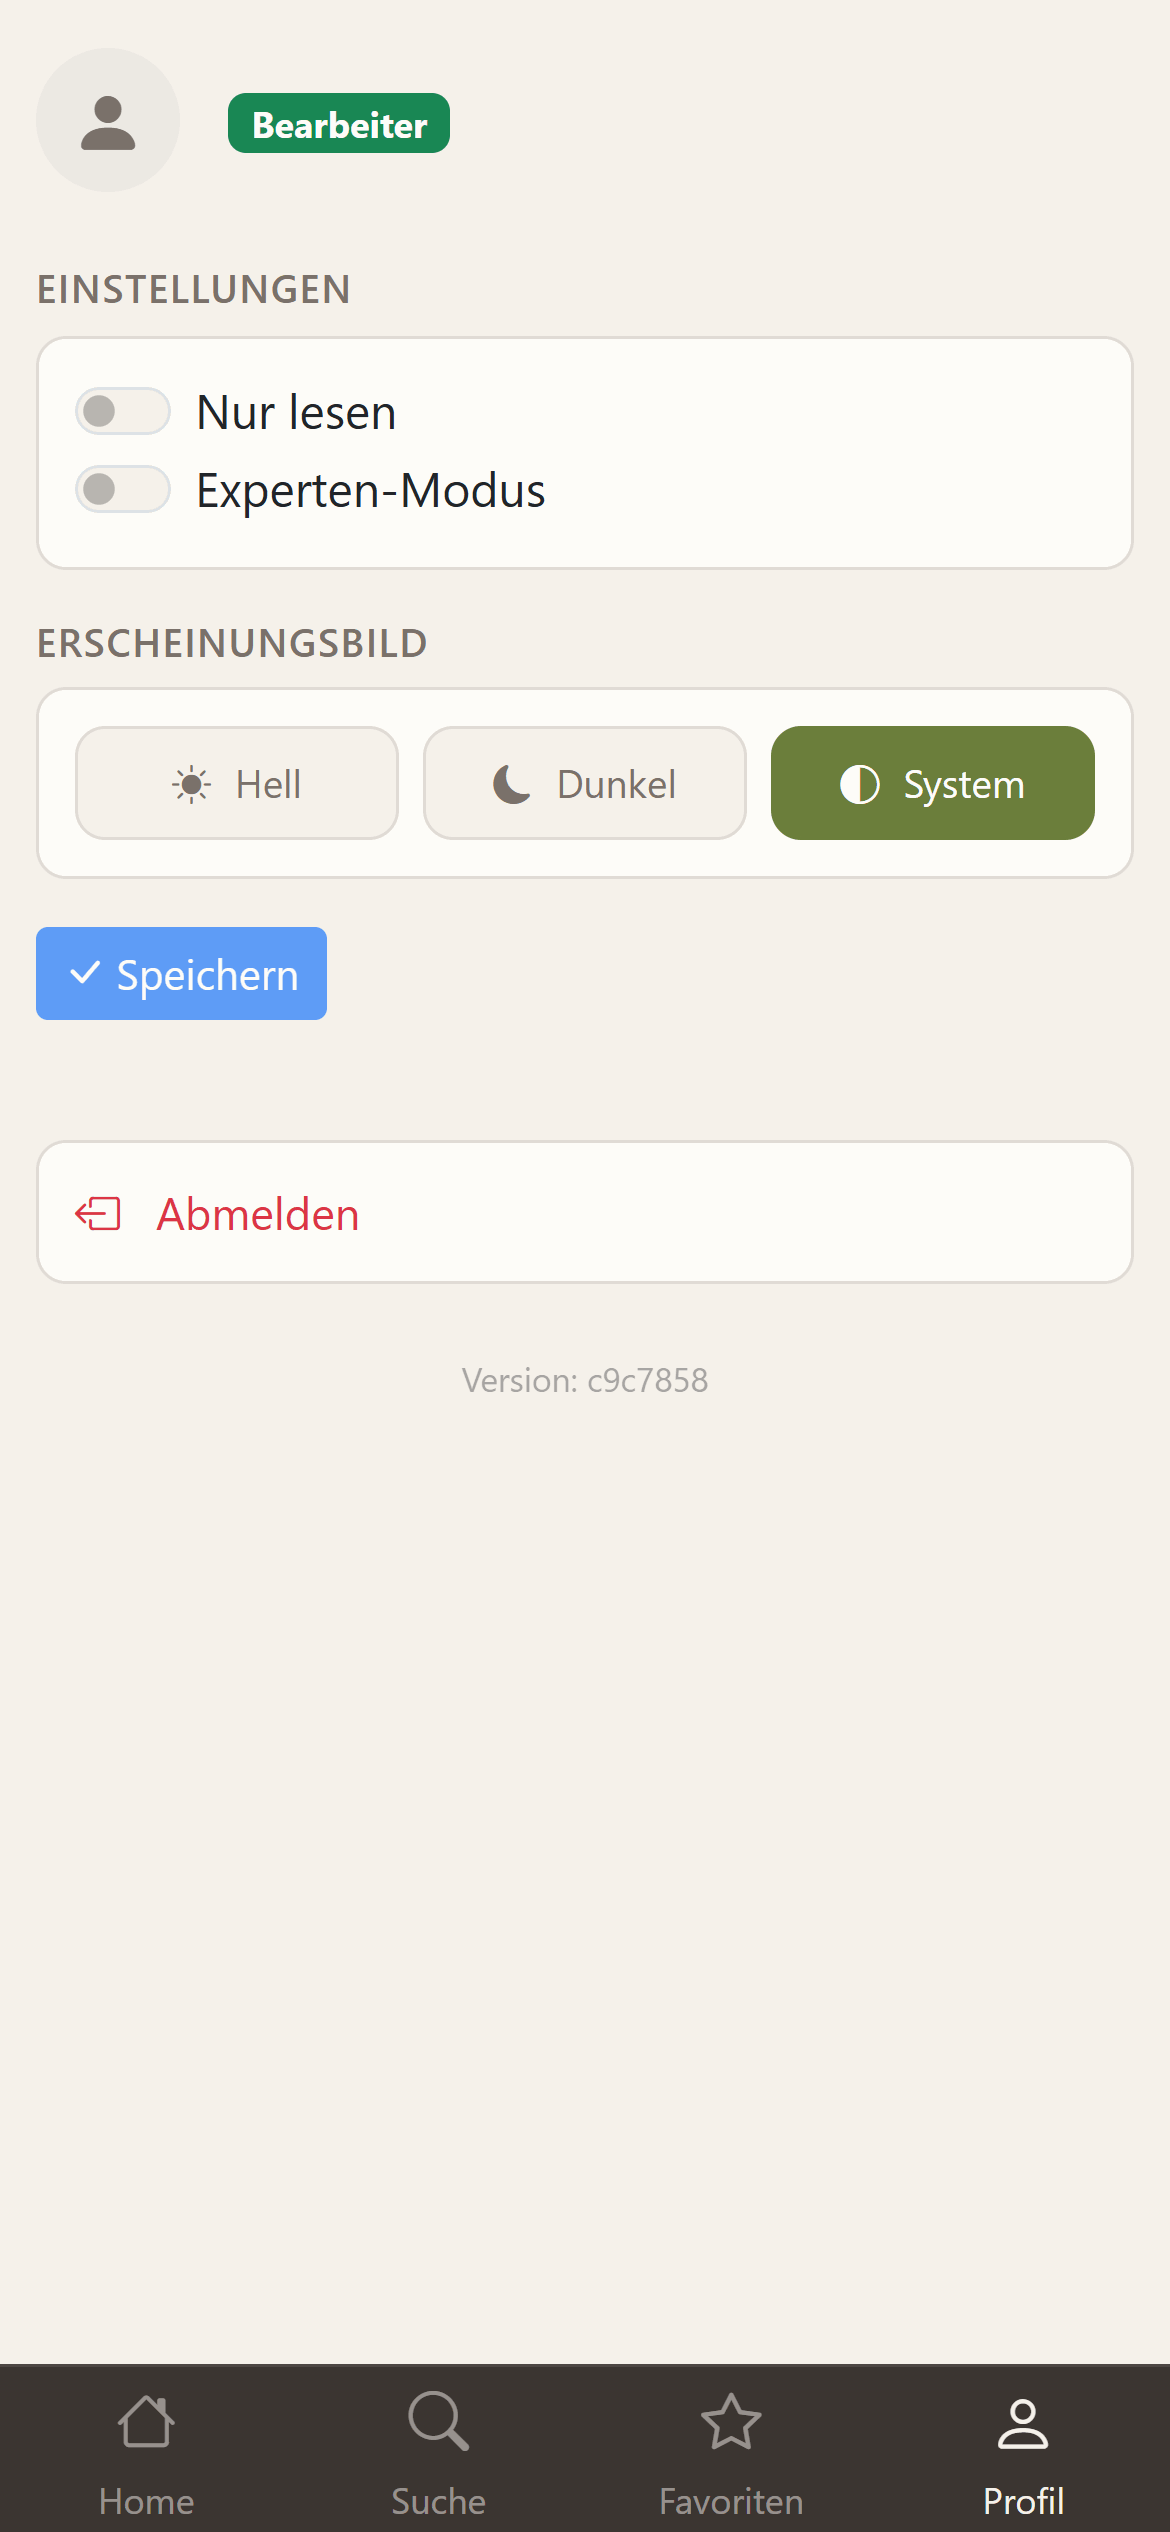 Bearbeiter
EINSTELLUNGEN
Nur lesen
Experten-Modus
ERSCHEINUNGSBILD
Hell
Dunkel
System
Speichern
Abmelden
Version: c9c7858
Home
Suche
Favoriten
Profil